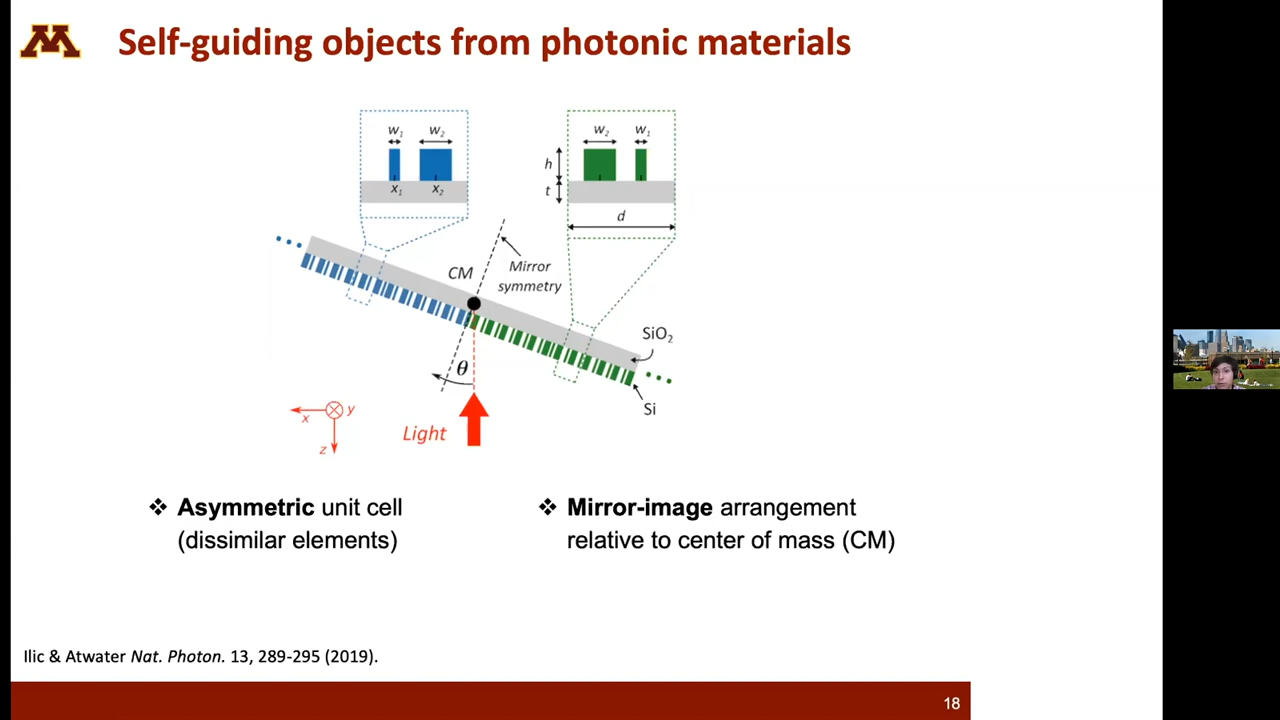 M
Self-guiding objects from photonic materials
w₁ w₂
x₁ x₂
w₂ w₁
h
t
d
CM
Mirror
symmetry
SiO₂
θ
Si
x y
z
Light
❖ Asymmetric unit cell
(dissimilar elements)
❖ Mirror-image arrangement
relative to center of mass (CM)
Ilic & Atwater Nat. Photon. 13, 289-295 (2019).
18